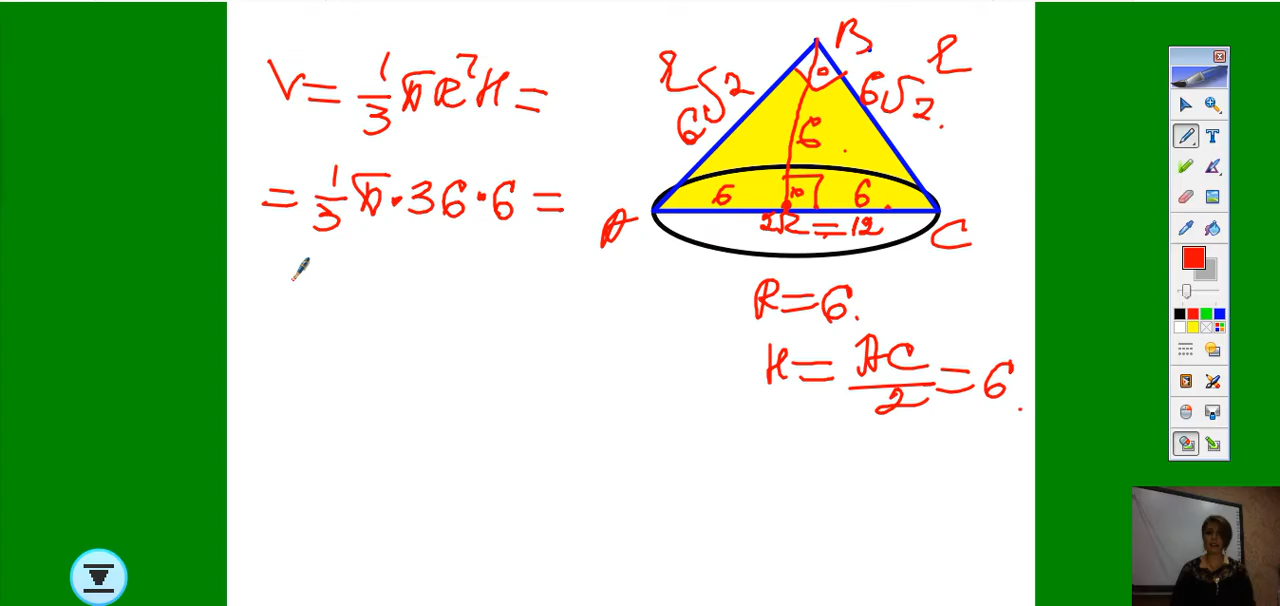 V = 1/3 πR²H =
= 1/3 π · 36 · 6 =
B
l
l
6√2
6√2
6
6
6
A
2R = 12
C
R = 6.
H = AC/2 = 6.
T